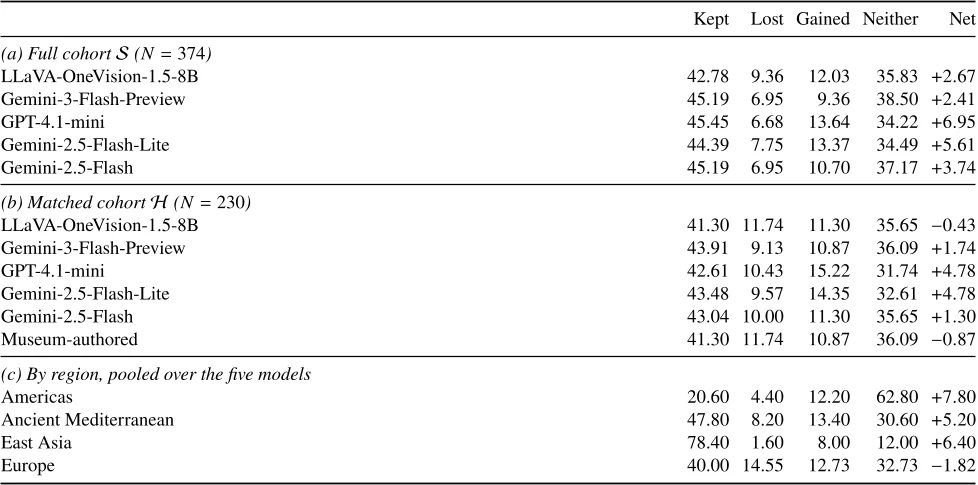 Kept Lost Gained Neither Net
(a) Full cohort S (N = 374)
LLaVA-OneVision-1.5-8B 42.78 9.36 12.03 35.83 +2.67
Gemini-3-Flash-Preview 45.19 6.95 9.36 38.50 +2.41
GPT-4.1-mini 45.45 6.68 13.64 34.22 +6.95
Gemini-2.5-Flash-Lite 44.39 7.75 13.37 34.49 +5.61
Gemini-2.5-Flash 45.19 6.95 10.70 37.17 +3.74
(b) Matched cohort H (N = 230)
LLaVA-OneVision-1.5-8B 41.30 11.74 11.30 35.65 −0.43
Gemini-3-Flash-Preview 43.91 9.13 10.87 36.09 +1.74
GPT-4.1-mini 42.61 10.43 15.22 31.74 +4.78
Gemini-2.5-Flash-Lite 43.48 9.57 14.35 32.61 +4.78
Gemini-2.5-Flash 43.04 10.00 11.30 35.65 +1.30
Museum-authored 41.30 11.74 10.87 36.09 −0.87
(c) By region, pooled over the five models
Americas 20.60 4.40 12.20 62.80 +7.80
Ancient Mediterranean 47.80 8.20 13.40 30.60 +5.20
East Asia 78.40 1.60 8.00 12.00 +6.40
Europe 40.00 14.55 12.73 32.73 −1.82